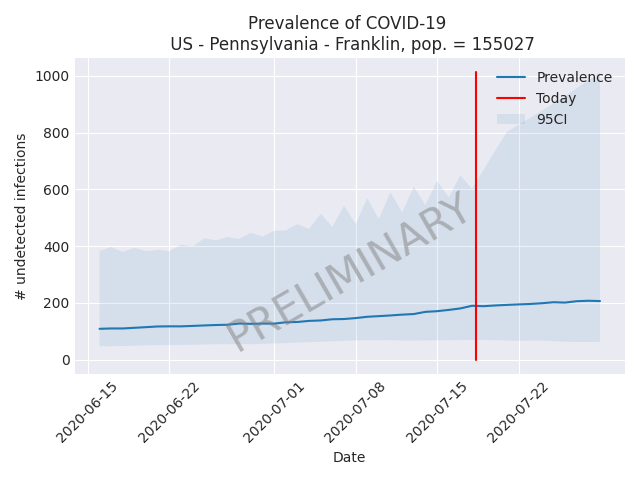 Prevalence of COVID-19
US - Pennsylvania - Franklin, pop. = 155027
Prevalence
Today
95CI
1000
800
600
400
200
0
# undetected infections
PRELIMINARY
2020-06-15
2020-06-22
2020-07-01
2020-07-08
2020-07-15
2020-07-22
Date